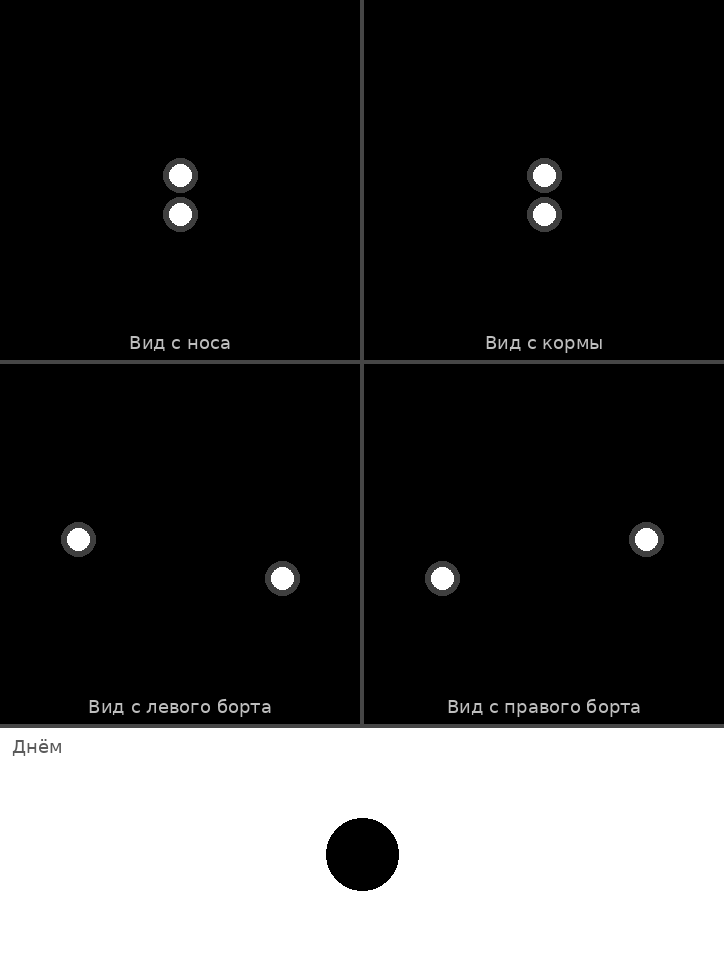 Вид с носа
Вид с кормы
Вид с левого борта
Вид с правого борта
Днём